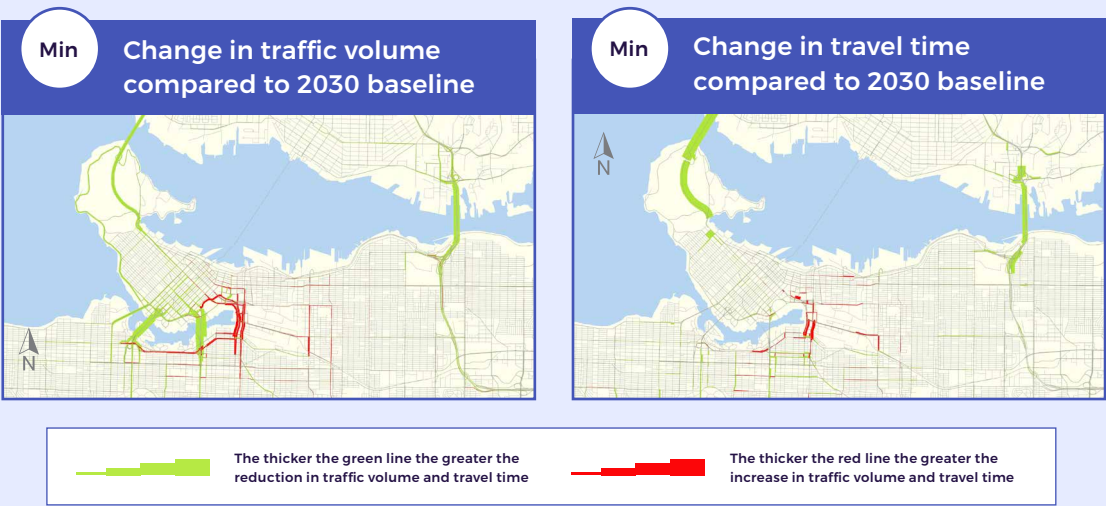 Min
Change in traffic volume
compared to 2030 baseline
N
Min
Change in travel time
compared to 2030 baseline
N
The thicker the green line the greater the
reduction in traffic volume and travel time
The thicker the red line the greater the
increase in traffic volume and travel time